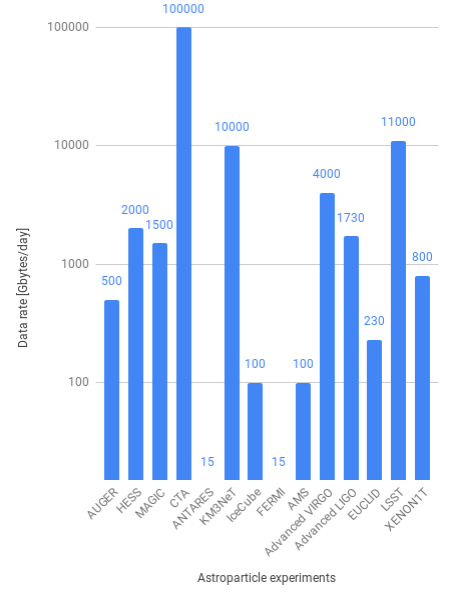 100000
100000
10000
10000
11000
4000
2000
1500
1730
1000
500
800
230
100
100
100
15
15
Data rate [Gbytes/day]
AUGER
HESS
MAGIC
CTA
ANTARES
KM3NeT
IceCube
FERMI
AMS
Advanced VIRGO
Advanced LIGO
EUCLID
LSST
XENON1T
Astroparticle experiments